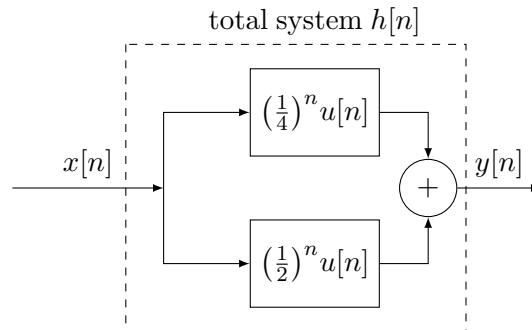 total system h[n]
(1/4)^n u[n]
x[n]
+
y[n]
(1/2)^n u[n]